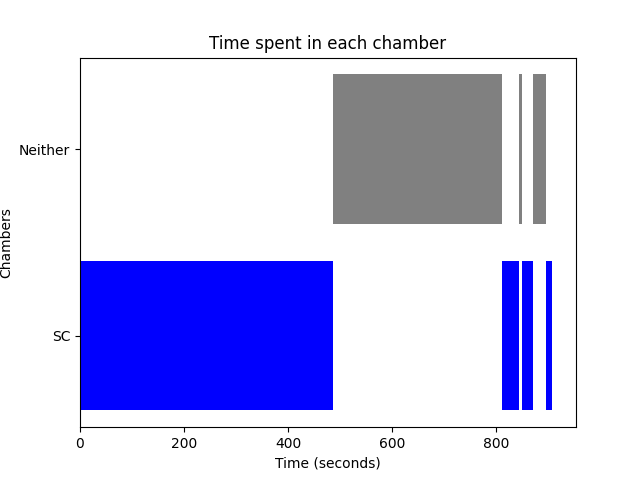 Time spent in each chamber
Neither
Chambers
SC
0 200 400 600 800
Time (seconds)